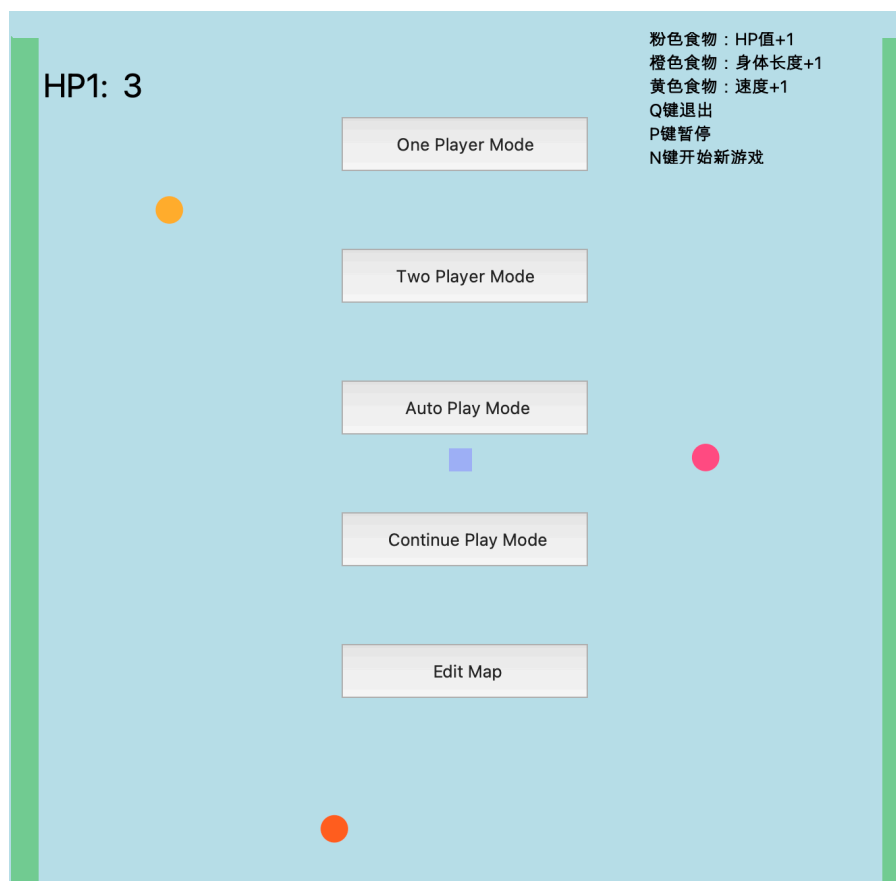 粉色食物：HP值+1
橙色食物：身体长度+1
黄色食物：速度+1
Q键退出
P键暂停
N键开始新游戏
HP1: 3
One Player Mode
Two Player Mode
Auto Play Mode
Continue Play Mode
Edit Map